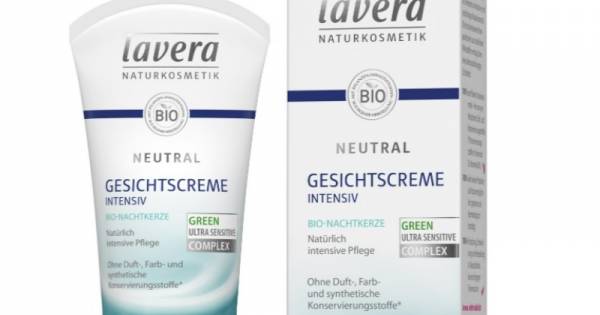 lavera
NATURKOSMETIK
BIO
NEUTRAL
GESICHTSCREME
INTENSIV
BIO-NACHTKERZE
Natürlich
intensive Pflege
GREEN
ULTRA SENSITIVE
COMPLEX
Ohne Duft-, Farb-
und synthetische
Konservierungsstoffe*
lavera
NATURKOSMETIK
BIO
NEUTRAL
GESICHTSCREME
INTENSIV
BIO-NACHTKERZE
Natürlich
intensive Pflege
GREEN
ULTRA SENSITIVE
COMPLEX
Ohne Duft-, Farb-
und synthetische
Konservierungsstoffe*